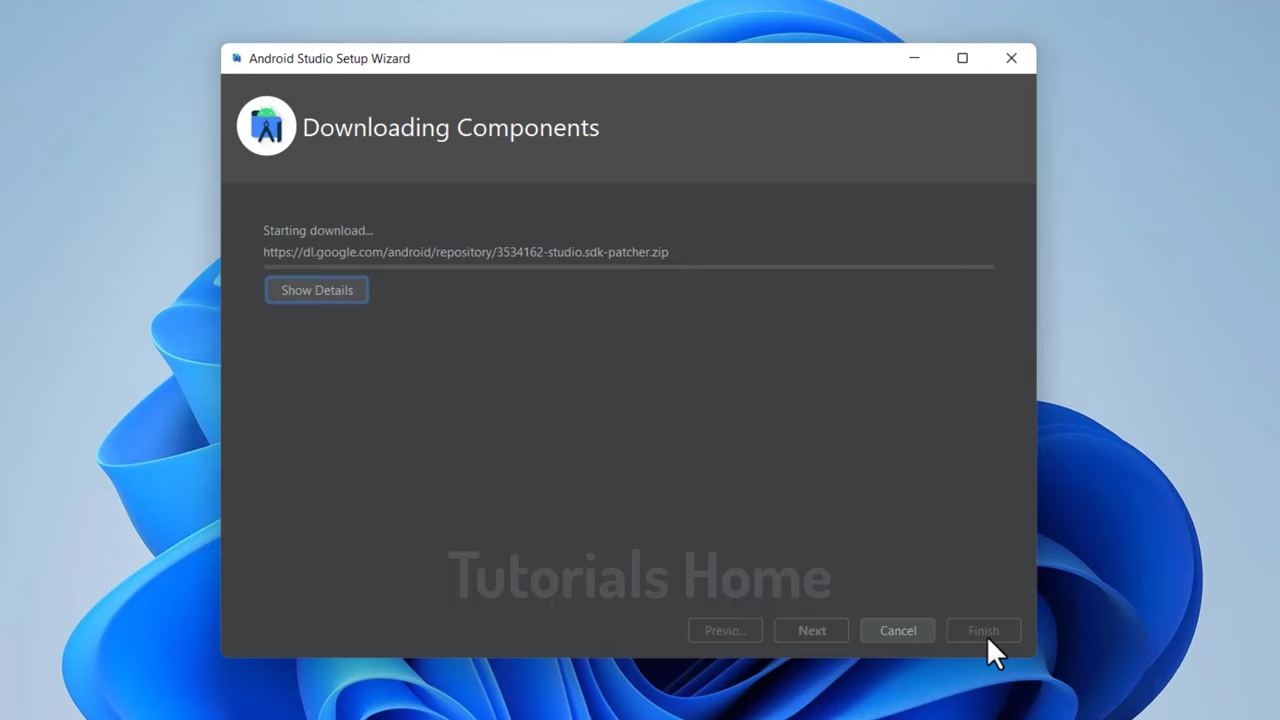 Android Studio Setup Wizard
Downloading Components
Starting download...
https://dl.google.com/android/repository/3534162-studio.sdk-patcher.zip
Show Details
Tutorials Home
Previo... Next Cancel Finish